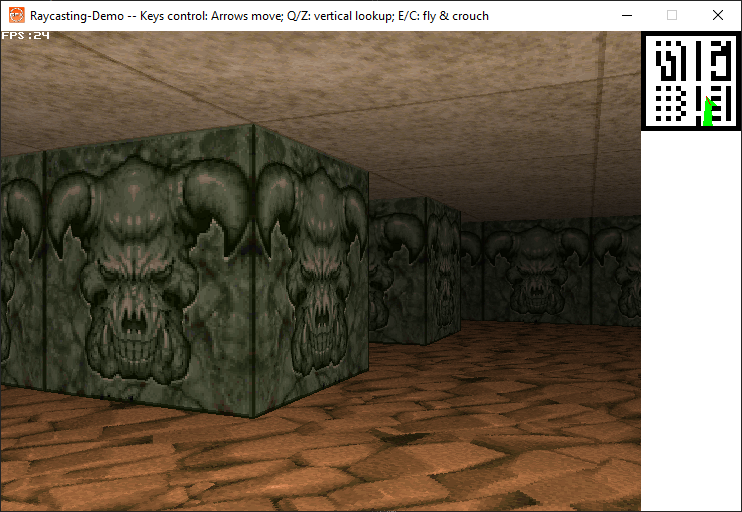 Raycasting-Demo -- Keys control: Arrows move; Q/Z: vertical lookup; E/C: fly & crouch
FPS:24